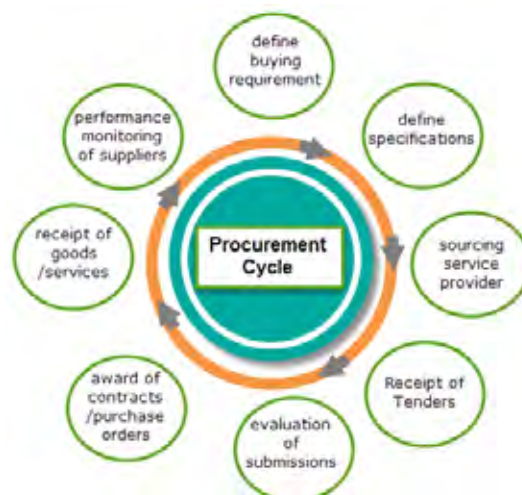 define
buying
requirement
define
specifications
sourcing
service
provider
Receipt of
Tenders
evaluation
of
submissions
award of
contracts
/purchase
orders
receipt of
goods
/services
performance
monitoring
of suppliers
Procurement
Cycle